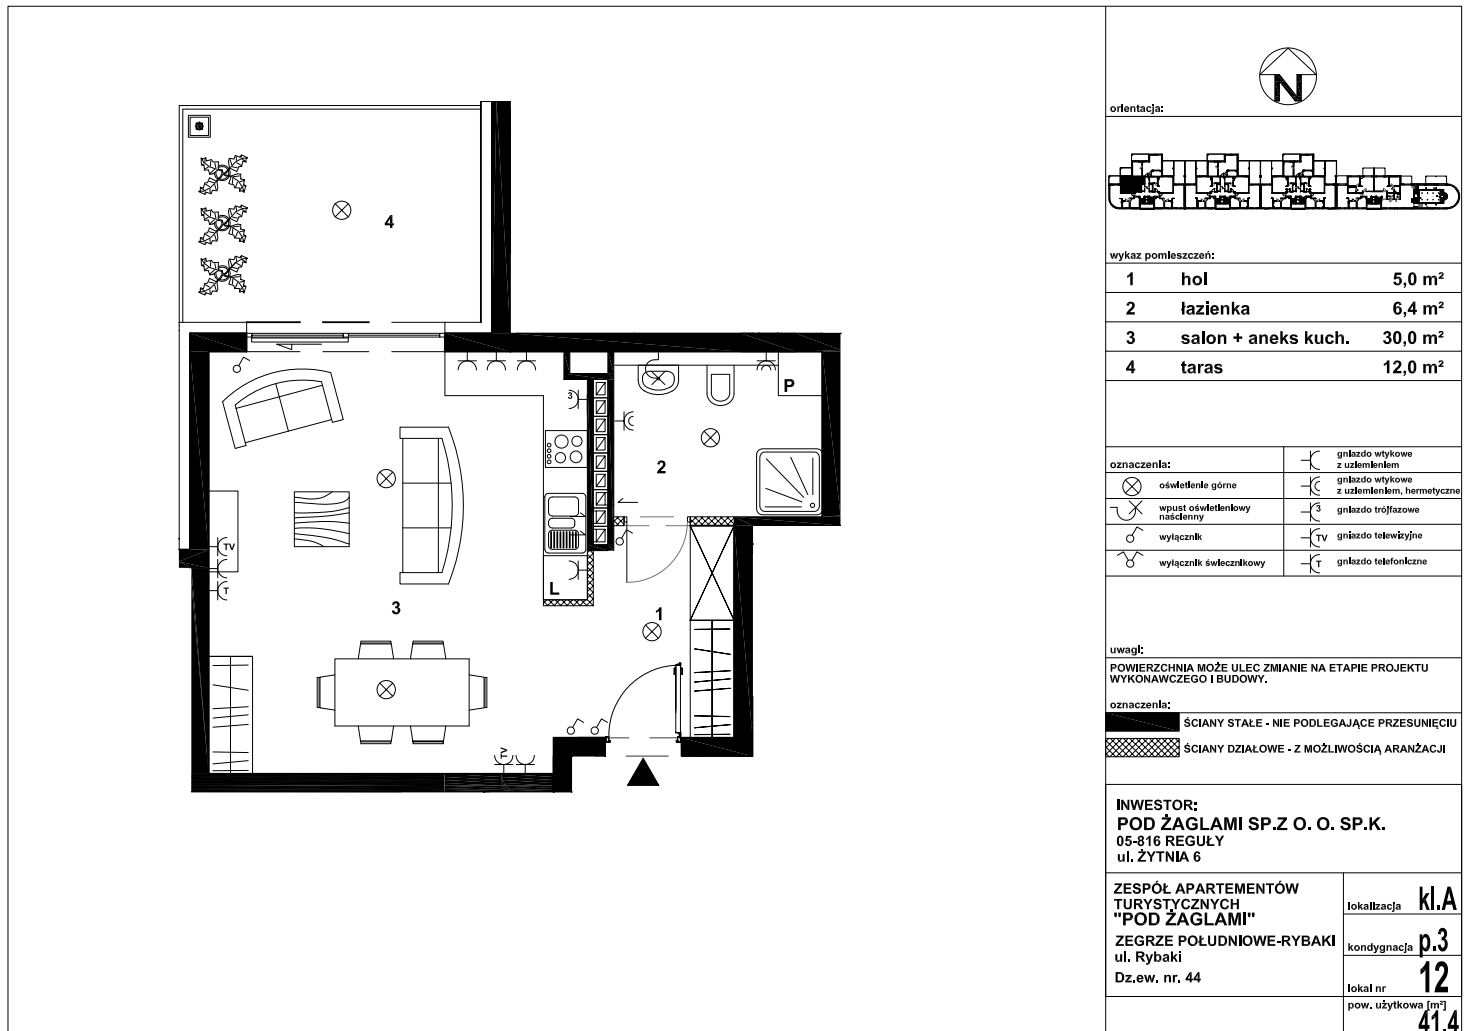 N
orientacja:
wykaz pomieszczeń:
1 hol 5,0 m²
2 łazienka 6,4 m²
3 salon + aneks kuch. 30,0 m²
4 taras 12,0 m²
oznaczenia:
oświetlenie górne
wpust oświetleniowy
naścienny
wyłącznik
wyłącznik świecznikowy
gniazdo wtykowe
z uziemieniem
gniazdo wtykowe
z uziemieniem, hermetyczne
3 gniazdo trójfazowe
TV gniazdo telewizyjne
T gniazdo telefoniczne
uwagi:
POWIERZCHNIA MOŻE ULEC ZMIANIE NA ETAPIE PROJEKTU
WYKONAWCZEGO I BUDOWY.
oznaczenia:
ŚCIANY STAŁE - NIE PODLEGAJĄCE PRZESUNIĘCIU
ŚCIANY DZIAŁOWE - Z MOŻLIWOŚCIĄ ARANŻACJI
INWESTOR:
POD ŻAGLAMI SP.Z O. O. SP.K.
05-816 REGUŁY
ul. ŻYTNIA 6
ZESPÓŁ APARTEMENTÓW
TURYSTYCZNYCH
"POD ŻAGLAMI"
ZEGRZE POŁUDNIOWE-RYBAKI
ul. Rybaki
Dz.ew. nr. 44
lokalizacja kl.A
kondygnacja p.3
lokal nr 12
pow. użytkowa [m²]
41,4
4
3
P
2
TV
T
L
3
1
TV